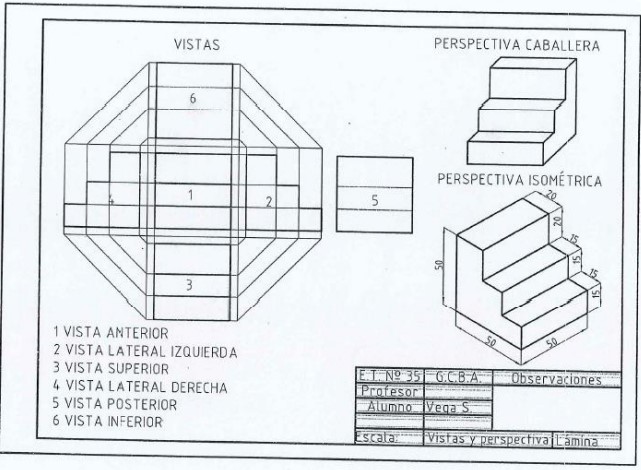 VISTAS
PERSPECTIVA CABALLERA
6
4
1
2
5
3
PERSPECTIVA ISOMÉTRICA
20
20
15
15
15
15
50
50
50
1 VISTA ANTERIOR
2 VISTA LATERAL IZQUIERDA
3 VISTA SUPERIOR
4 VISTA LATERAL DERECHA
5 VISTA POSTERIOR
6 VISTA INFERIOR
E.T. Nº 35 G.C.B.A. Observaciones
Profesor
Alumno Vega S.
Escala: Vistas y perspectiva Lamina